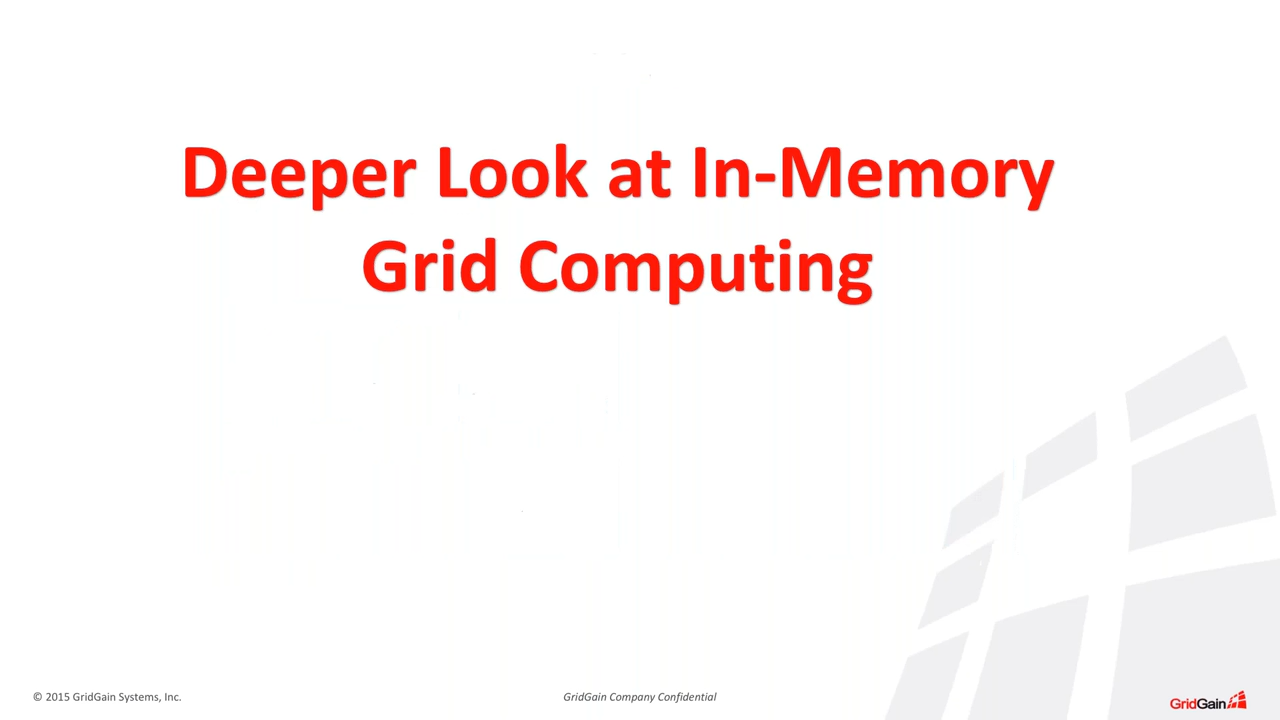 Deeper Look at In-Memory
Grid Computing
© 2015 GridGain Systems, Inc.
GridGain Company Confidential
GridGain